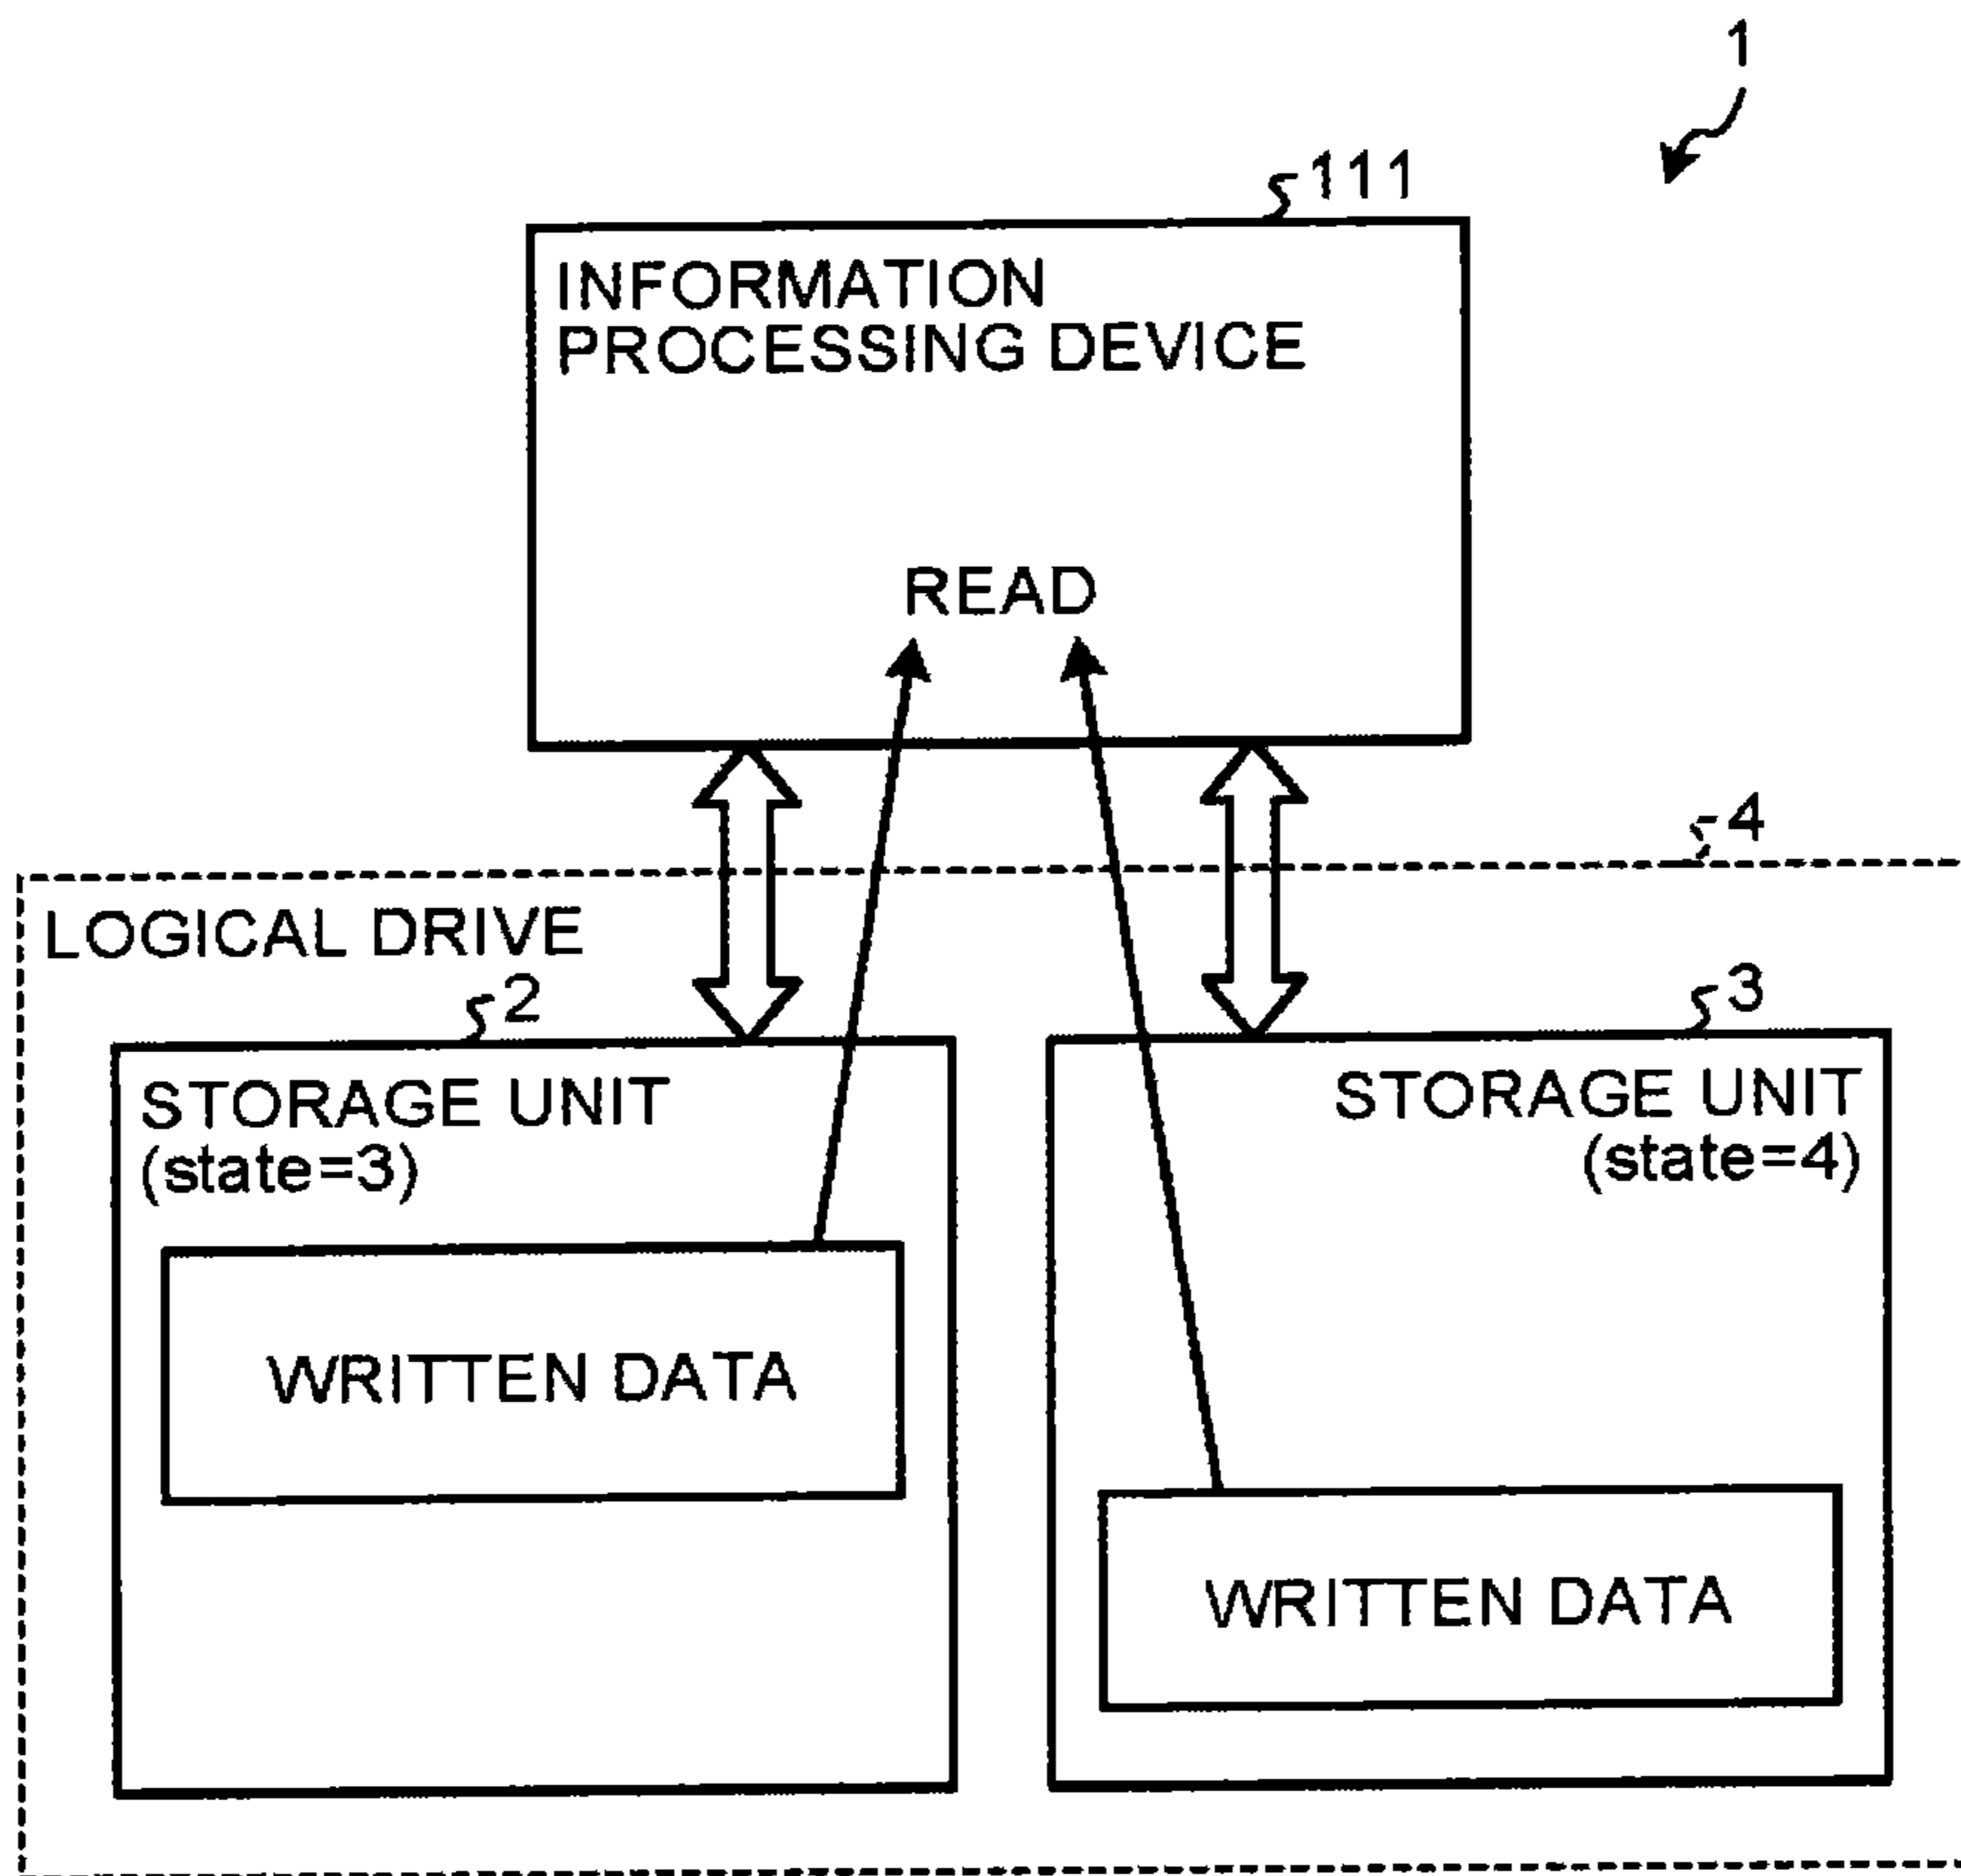 1
111
INFORMATION
PROCESSING DEVICE
READ
4
LOGICAL DRIVE
2
3
STORAGE UNIT
(state=3)
STORAGE UNIT
(state=4)
WRITTEN DATA
WRITTEN DATA